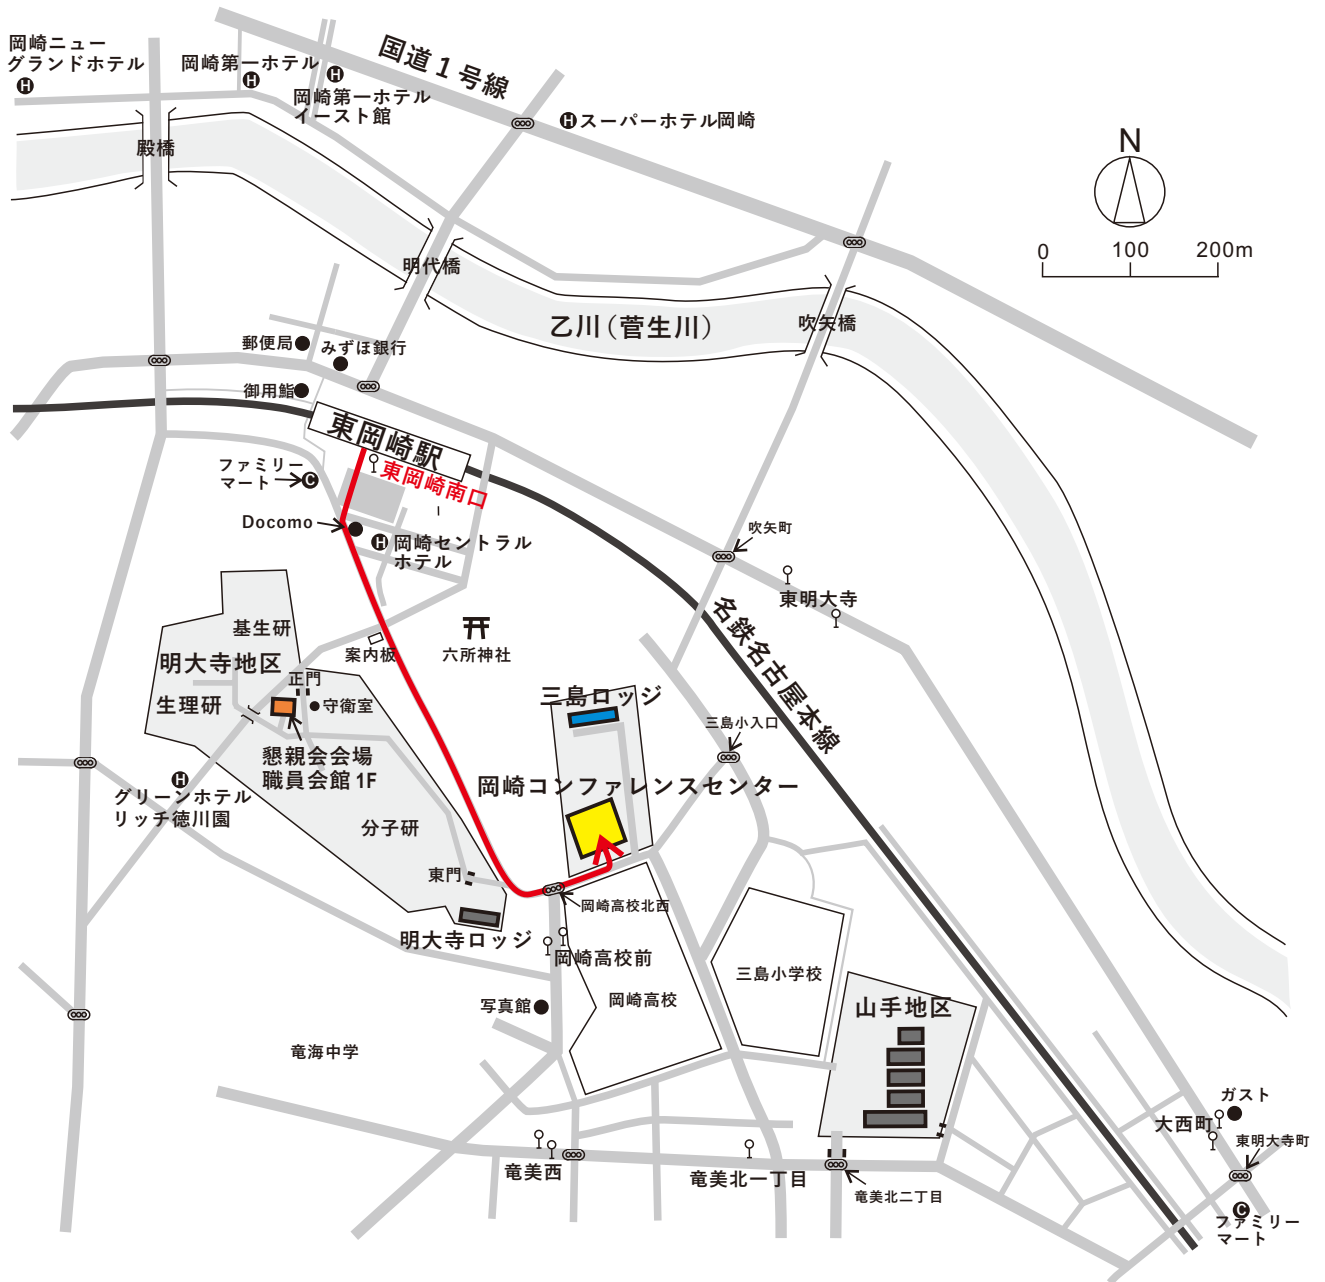 岡崎ニュー
グランドホテル
H
岡崎第一ホテル
H
H
岡崎第一ホテル
イースト館
国道1号線
H スーパーホテル岡崎
N
0 100 200m
殿橋
明代橋
乙川（菅生川）
吹矢橋
郵便局
みずほ銀行
御用鮨
東岡崎駅
東岡崎南口
ファミリー
マート
C
Docomo
H 岡崎セントラル
ホテル
吹矢町
東明大寺
名鉄名古屋本線
基生研
明大寺地区
生理研
正門
守衛室
案内板
六所神社
三島ロッジ
三島小入口
懇親会会場
職員会館1F
岡崎コンファレンスセンター
H
グリーンホテル
リッチ徳川園
分子研
東門
明大寺ロッジ
岡崎高校北西
岡崎高校前
岡崎高校
三島小学校
山手地区
写真館
竜海中学
ガスト
大西町
東明大寺町
竜美西
竜美北一丁目
竜美北二丁目
C
ファミリー
マート